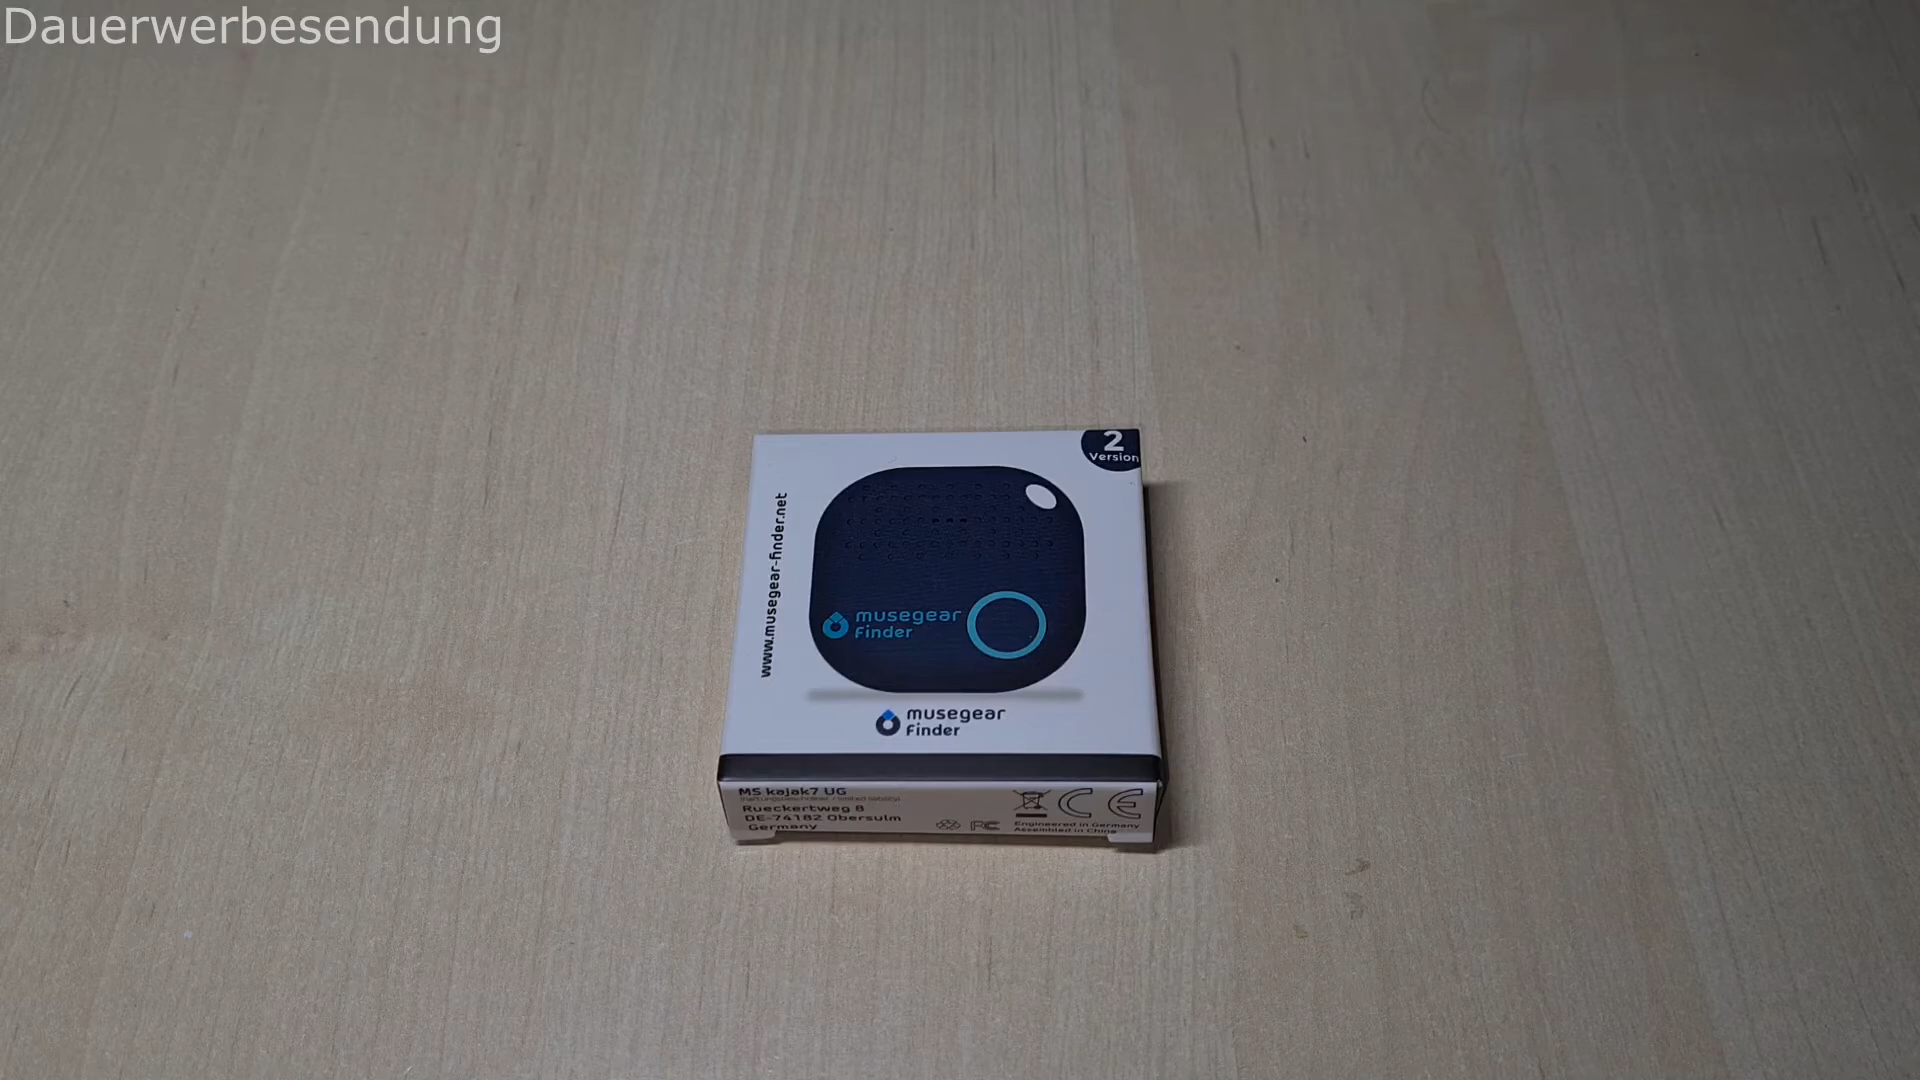 Dauerwerbesendung
2
Version
www.musegear-finder.net
musegear
Finder
musegear
Finder
MS kajak7 UG
Rueckertweg 8
DE-74182 Obersulm
Germany
FC
CE
Engineered in Germany
Assembled in China